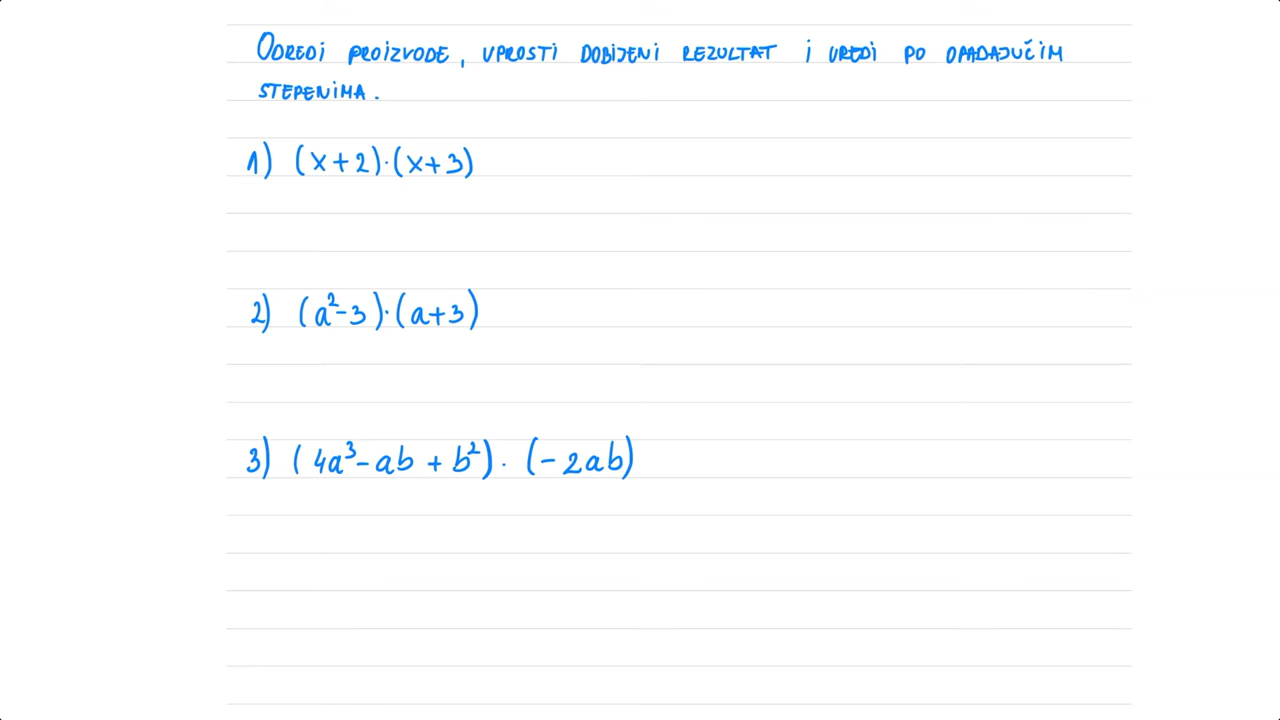 ODREDI PROIZVODE, UPROSTI DOBIJENI REZULTAT I UREDI PO OPADAJUĆIM
STEPENIMA.
1) (x+2)·(x+3)
2) (a²-3)·(a+3)
3) (4a³-ab+b²)·(-2ab)